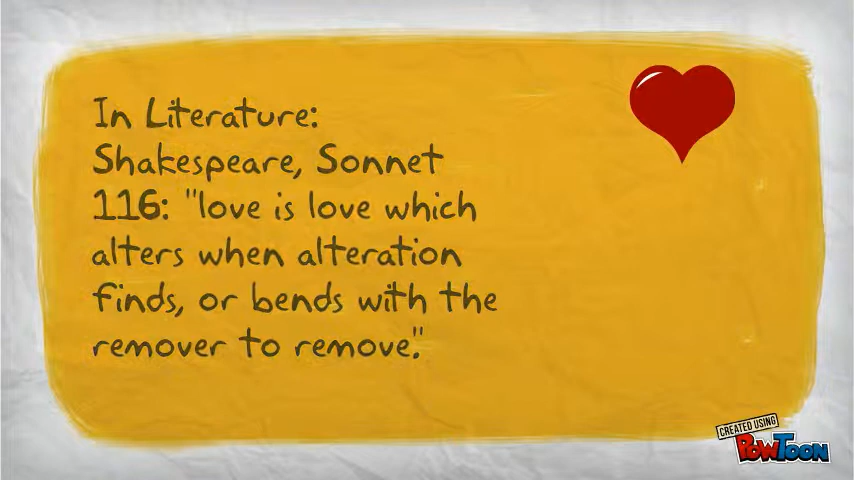 In Literature:
Shakespeare, Sonnet
116: "love is love which
alters when alteration
finds, or bends with the
remover to remove."
CREATED USING
POWTOON